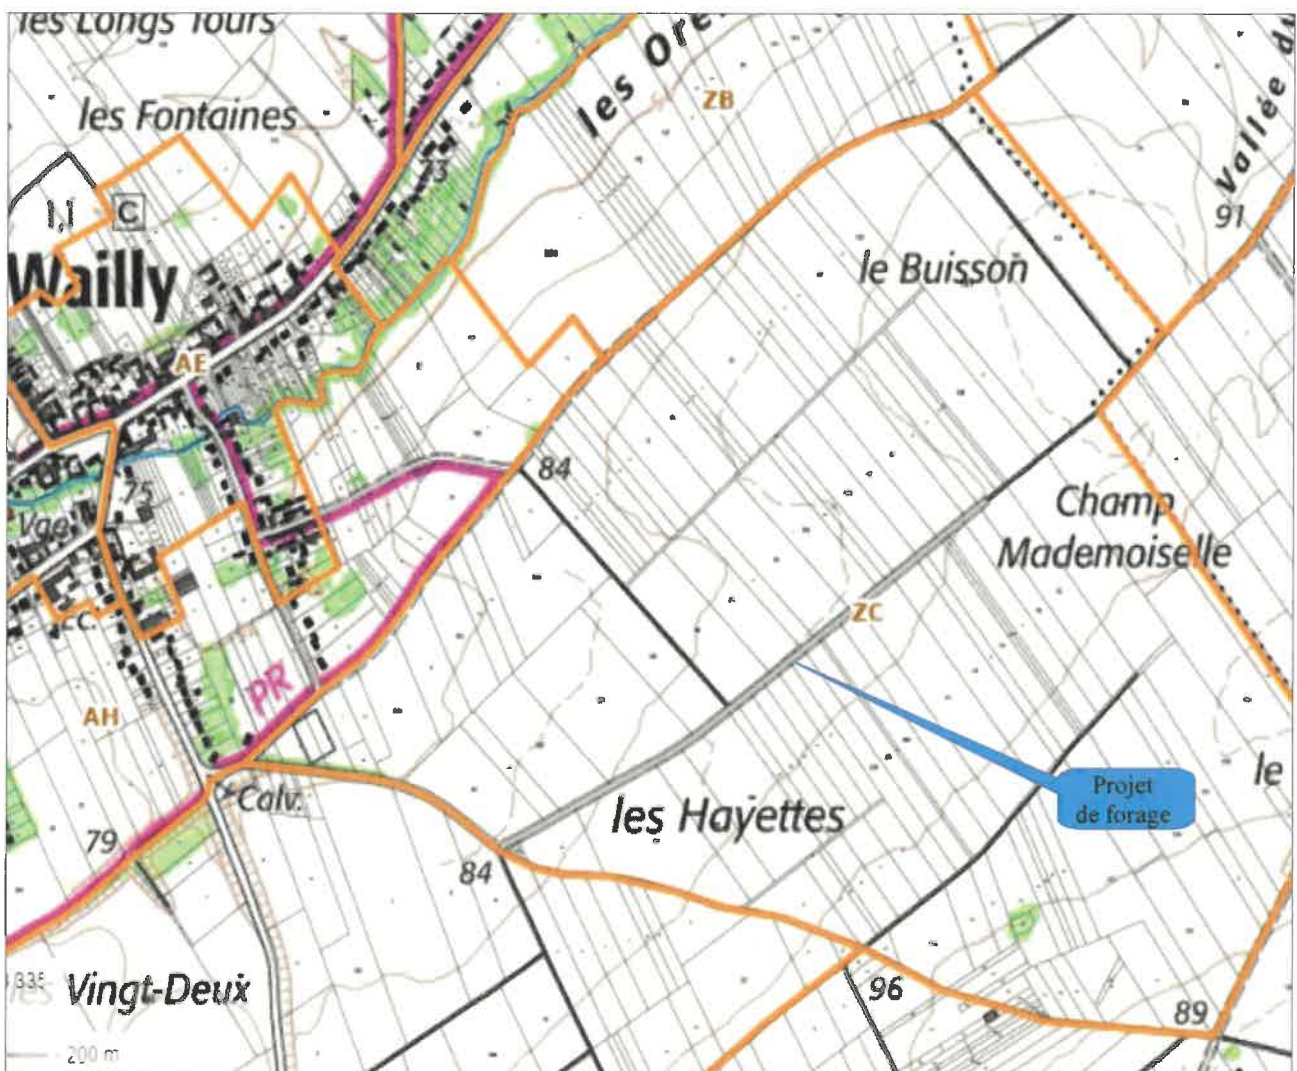 les Longs Tours
les Fontaines
les Ore
ZB
Vallée du
91
1,1
C
Wailly
le Buisson
AE
84
75
Champ
Mademoiselle
ZC
PR
AH
Calv.
79
les Hayettes
Projet
de forage
le
84
Vingt-Deux
96
89
200 m